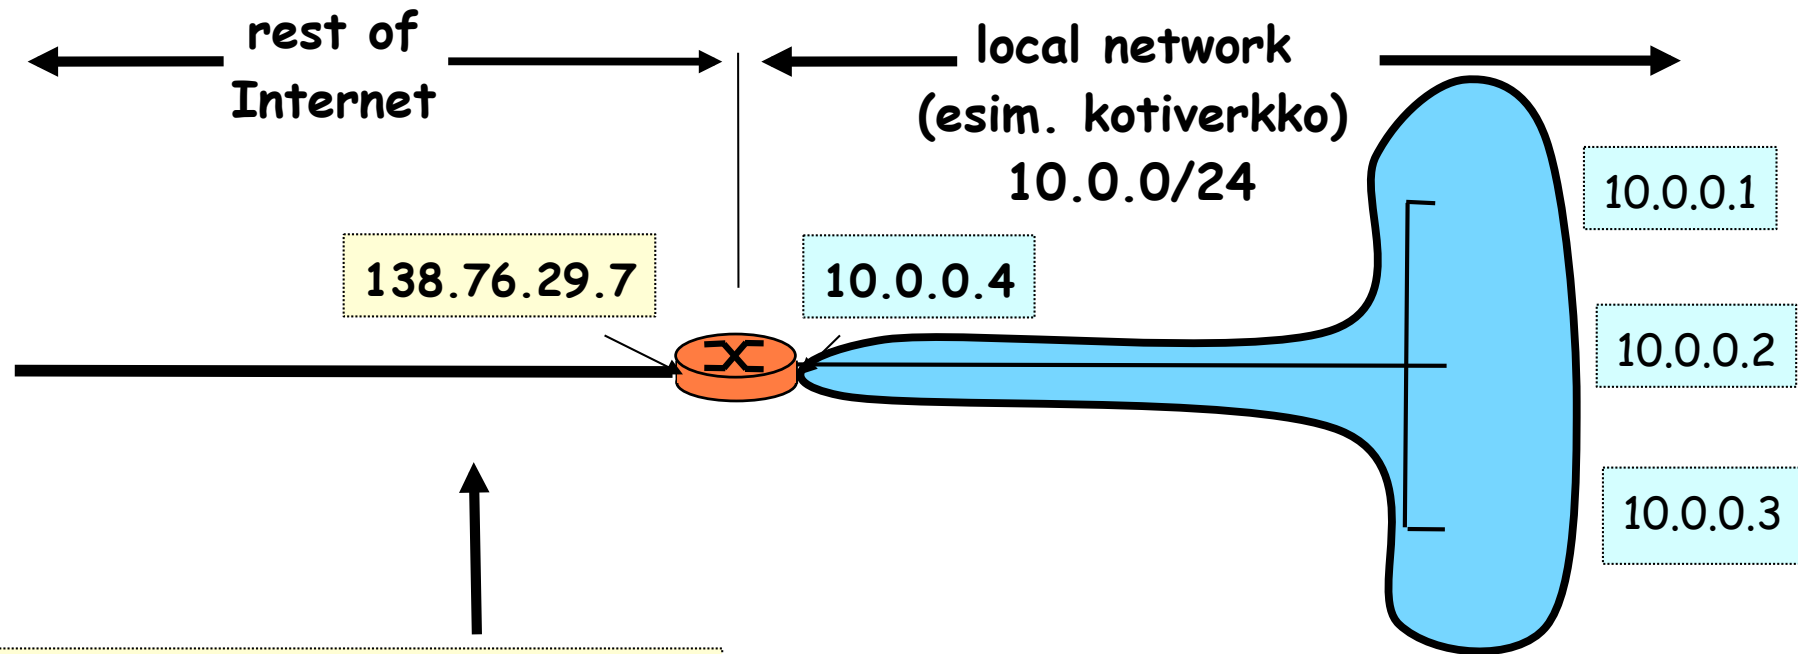 rest of
Internet
local network
(esim. kotiverkko)
10.0.0/24
138.76.29.7
10.0.0.4
10.0.0.1
10.0.0.2
10.0.0.3